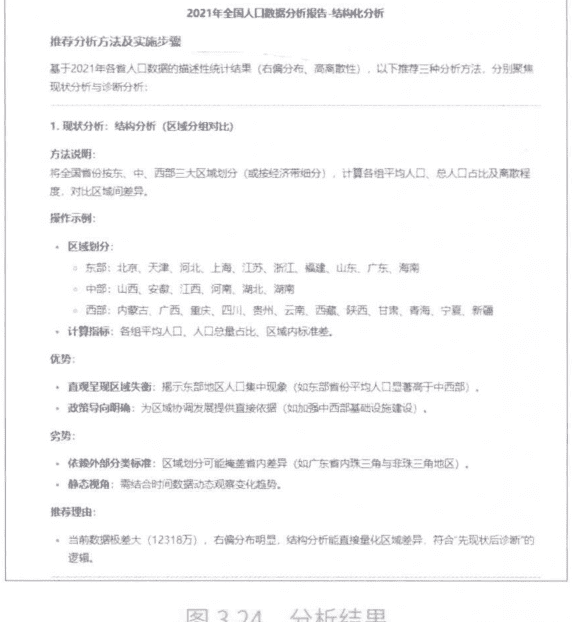 2021年全国人口数据分析报告-结构化分析
推荐分析方法及实施步骤
基于2021年各省人口数据的描述性统计结果（右偏分布、高离散性），以下推荐三种分析方法，分别聚焦
现状分析与诊断分析：
1. 现状分析：结构分析（区域分组对比）
方法说明：
将全国省份按东、中、西部三大区域划分（或按经济带细分），计算各组平均人口、总人口占比及离散程
度，对比区域间差异。
操作示例：
• 区域划分：
○ 东部：北京、天津、河北、上海、江苏、浙江、福建、山东、广东、海南
○ 中部：山西、安徽、江西、河南、湖北、湖南
○ 西部：内蒙古、广西、重庆、四川、贵州、云南、西藏、陕西、甘肃、青海、宁夏、新疆
• 计算指标：各组平均人口、人口总量占比、区域内标准差。
优势：
• 直观呈现区域失衡：揭示东部地区人口集中现象（如东部省份平均人口显著高于中西部）。
• 政策导向明确：为区域协调发展提供直接依据（如加强中西部基础设施建设）。
劣势：
• 依赖外部分类标准：区域划分可能掩盖省内差异（如广东省内珠三角与非珠三角地区）。
• 静态视角：需结合时间数据动态观察变化趋势。
推荐理由：
• 当前数据极差大（12318万），右偏分布明显，结构分析能直接量化区域差异，符合“先现状后诊断”的
逻辑。
图 3.24 分析结果